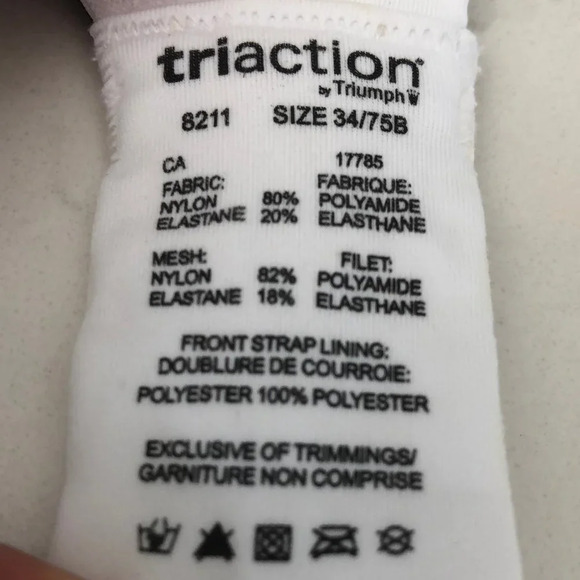 triaction
by Triumph
8211 SIZE 34/75B
CA 17785
FABRIC: FABRIQUE:
NYLON 80% POLYAMIDE
ELASTANE 20% ELASTHANE
MESH: FILET:
NYLON 82% POLYAMIDE
ELASTANE 18% ELASTHANE
FRONT STRAP LINING:
DOUBLURE DE COURROIE:
POLYESTER 100% POLYESTER
EXCLUSIVE OF TRIMMINGS/
GARNITURE NON COMPRISE